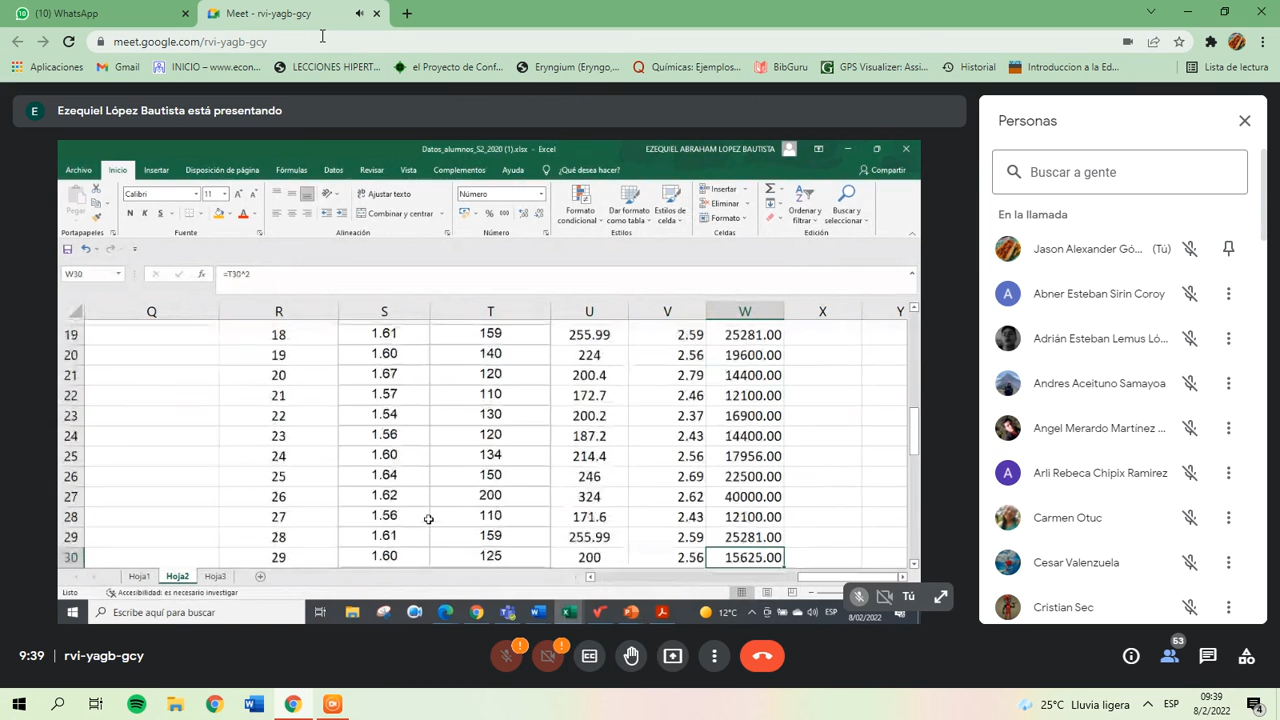 (10) WhatsApp
Meet - rvi-yagb-gcy
meet.google.com/rvi-yagb-gcy
Aplicaciones Gmail INICIO – www.econ... LECCIONES HIPERT... el Proyecto de Conf... Eryngium (Eryngo,... Químicas: Ejemplos... BibGuru GPS Visualizer: Assi... Historial Introduccion a la Ed... Lista de lectura
E Ezequiel López Bautista está presentando
Datos_alumnos_S2_2020 (1).xlsx - Excel EZEQUIEL ABRAHAM LOPEZ BAUTISTA
Archivo Inicio Insertar Disposición de página Fórmulas Datos Revisar Vista Complementos Ayuda ¿Qué desea hacer? Compartir
Pegar Calibri 11 Ajustar texto Número Insertar
N K S Combinar y centrar % 000 Formato condicional Dar formato como tabla Estilos de celda Eliminar Formato Ordenar y filtrar Buscar y seleccionar
Portapapeles Fuente Alineación Número Estilos Celdas Edición
W30 fx =T30^2
Q R S T U V W X Y
19 18 1.61 159 255.99 2.59 25281.00
20 19 1.60 140 224 2.56 19600.00
21 20 1.67 120 200.4 2.79 14400.00
22 21 1.57 110 172.7 2.46 12100.00
23 22 1.54 130 200.2 2.37 16900.00
24 23 1.56 120 187.2 2.43 14400.00
25 24 1.60 134 214.4 2.56 17956.00
26 25 1.64 150 246 2.69 22500.00
27 26 1.62 200 324 2.62 40000.00
28 27 1.56 110 171.6 2.43 12100.00
29 28 1.61 159 255.99 2.59 25281.00
30 29 1.60 125 200 2.56 15625.00
Hoja1 Hoja2 Hoja3
Listo Accesibilidad: es necesario investigar
Escribe aquí para buscar 12°C ESP 8/02/2022
Tú
Personas
Buscar a gente
En la llamada
Jason Alexander Gó... (Tú)
A Abner Esteban Sirin Coroy
Adrián Esteban Lemus Ló...
Andres Aceituno Samayoa
Angel Merardo Martínez ...
A Arli Rebeca Chipix Ramirez
Carmen Otuc
Cesar Valenzuela
Cristian Sec
9:39 rvi-yagb-gcy 53
25°C Lluvia ligera ESP 09:39
8/2/2022 4